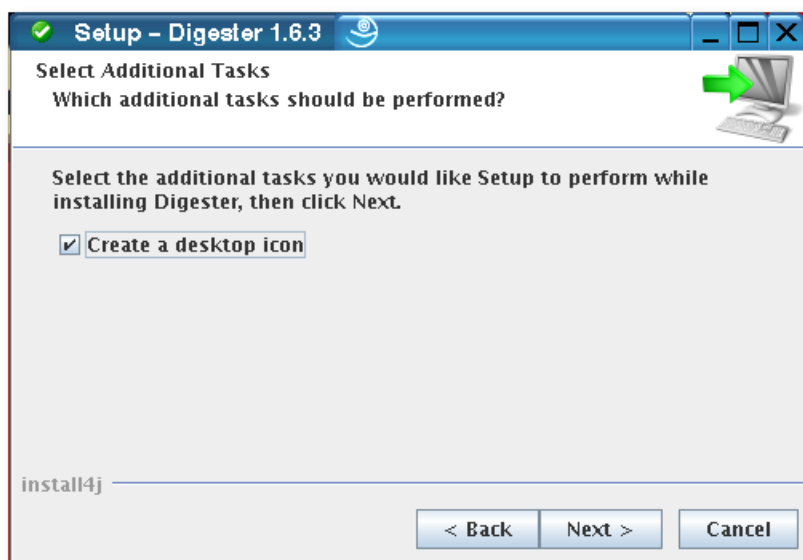 Setup – Digester 1.6.3
Select Additional Tasks
Which additional tasks should be performed?
Select the additional tasks you would like Setup to perform while
installing Digester, then click Next.
Create a desktop icon
install4j
< Back Next > Cancel